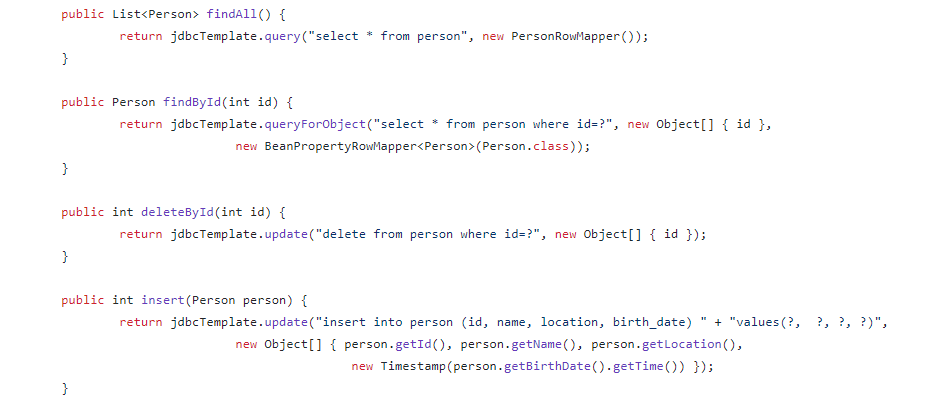 public List<Person> findAll() {
return jdbcTemplate.query("select * from person", new PersonRowMapper());
}
public Person findById(int id) {
return jdbcTemplate.queryForObject("select * from person where id=?", new Object[] { id },
new BeanPropertyRowMapper<Person>(Person.class));
}
public int deleteById(int id) {
return jdbcTemplate.update("delete from person where id=?", new Object[] { id });
}
public int insert(Person person) {
return jdbcTemplate.update("insert into person (id, name, location, birth_date) " + "values(?,  ?, ?, ?)",
new Object[] { person.getId(), person.getName(), person.getLocation(),
new Timestamp(person.getBirthDate().getTime()) });
}